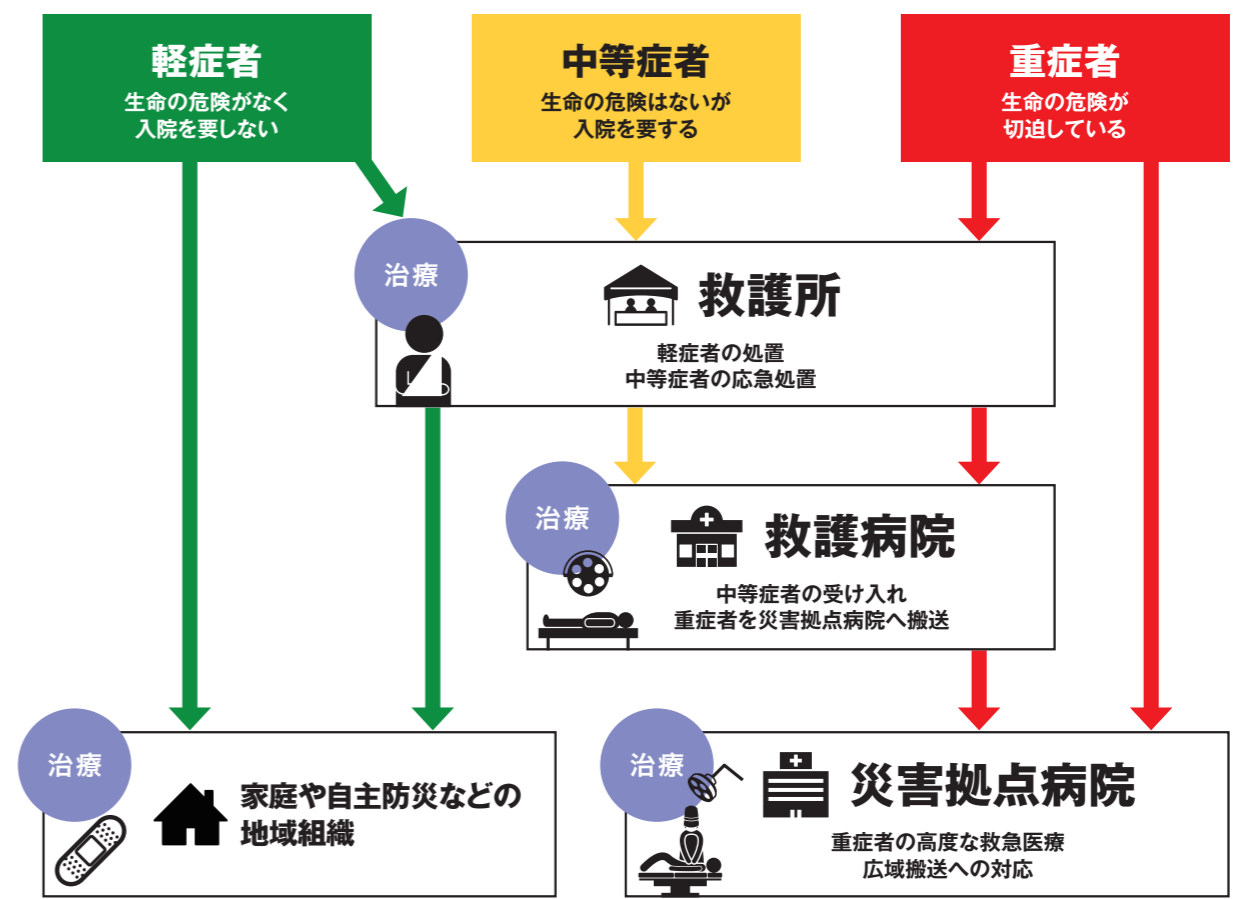 軽症者
生命の危険がなく
入院を要しない
中等症者
生命の危険はないが
入院を要する
重症者
生命の危険が
切迫している
治療
救護所
軽症者の処置
中等症者の応急処置
治療
救護病院
中等症者の受け入れ
重症者を災害拠点病院へ搬送
治療
家庭や自主防災などの
地域組織
治療
災害拠点病院
重症者の高度な救急医療
広域搬送への対応